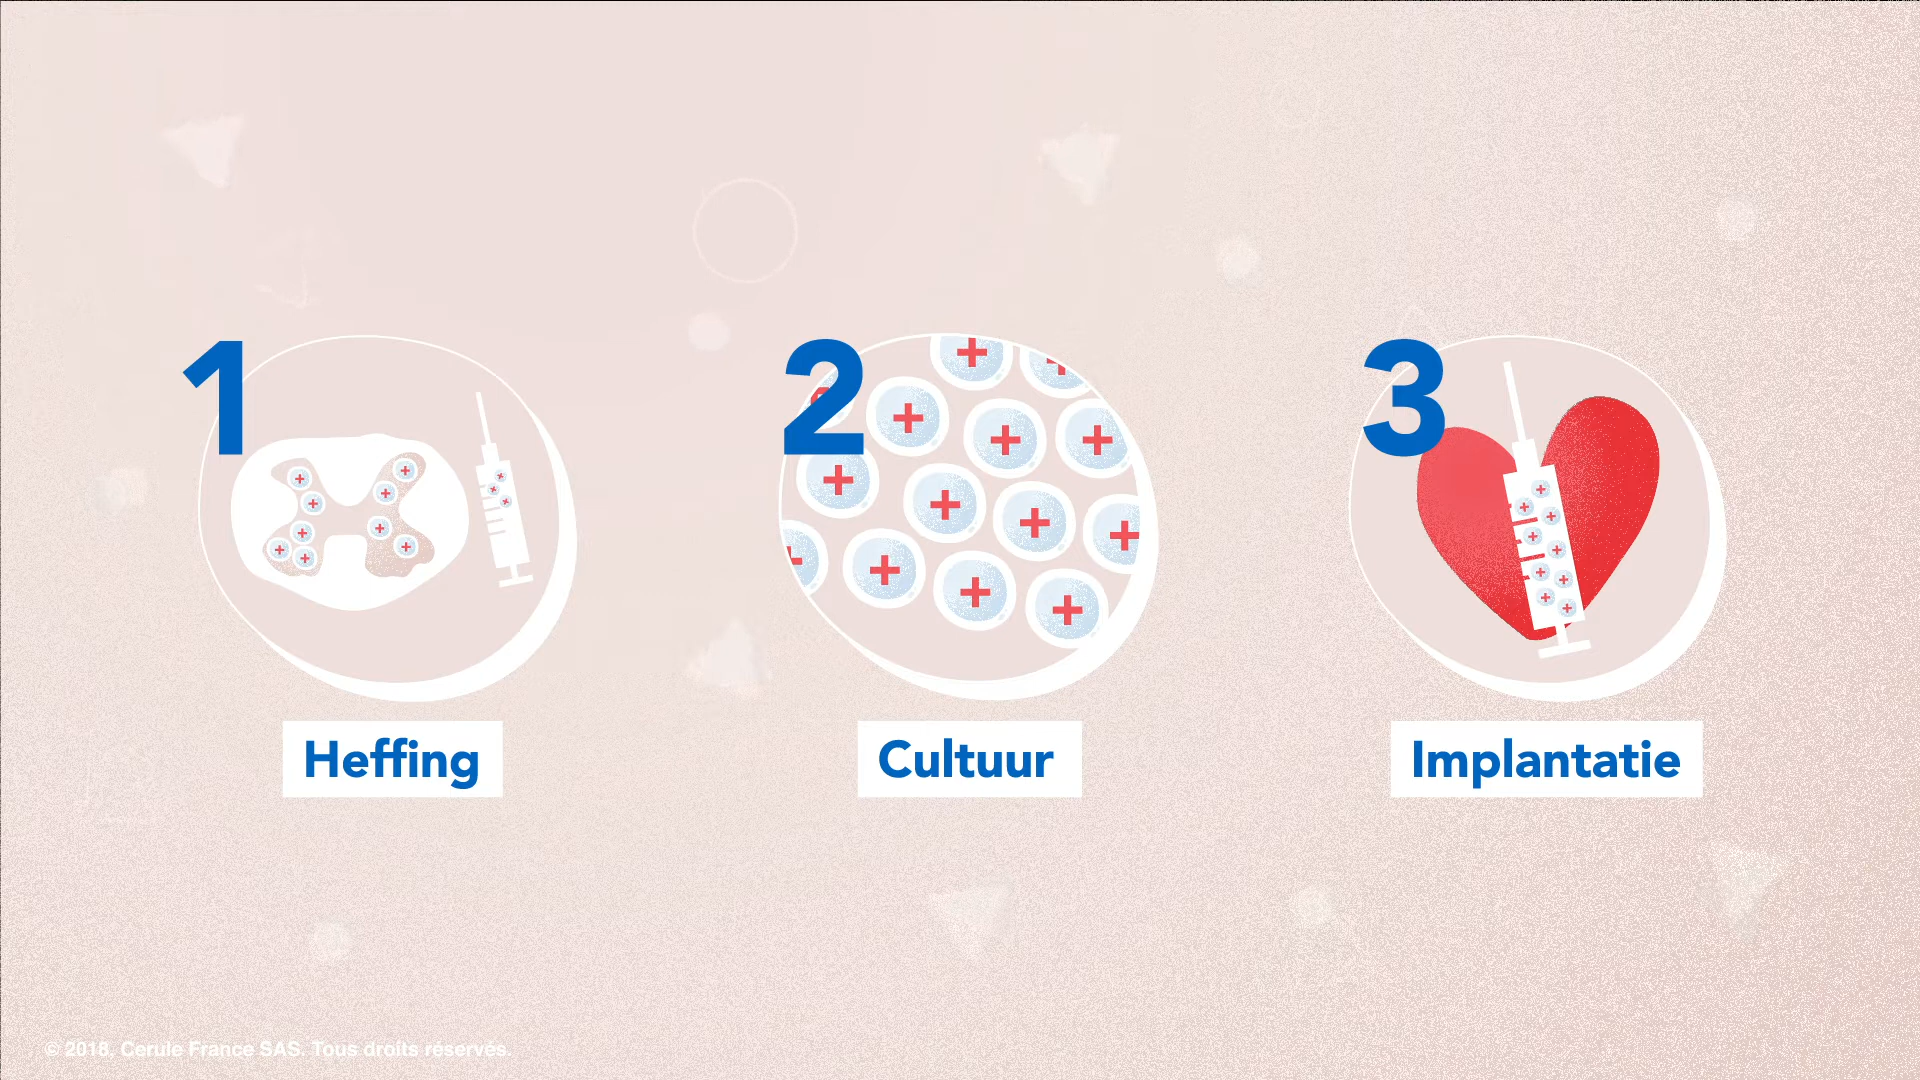 1
2
3
Heffing
Cultuur
Implantatie
© 2018, Cerule France SAS. Tous droits réservés.